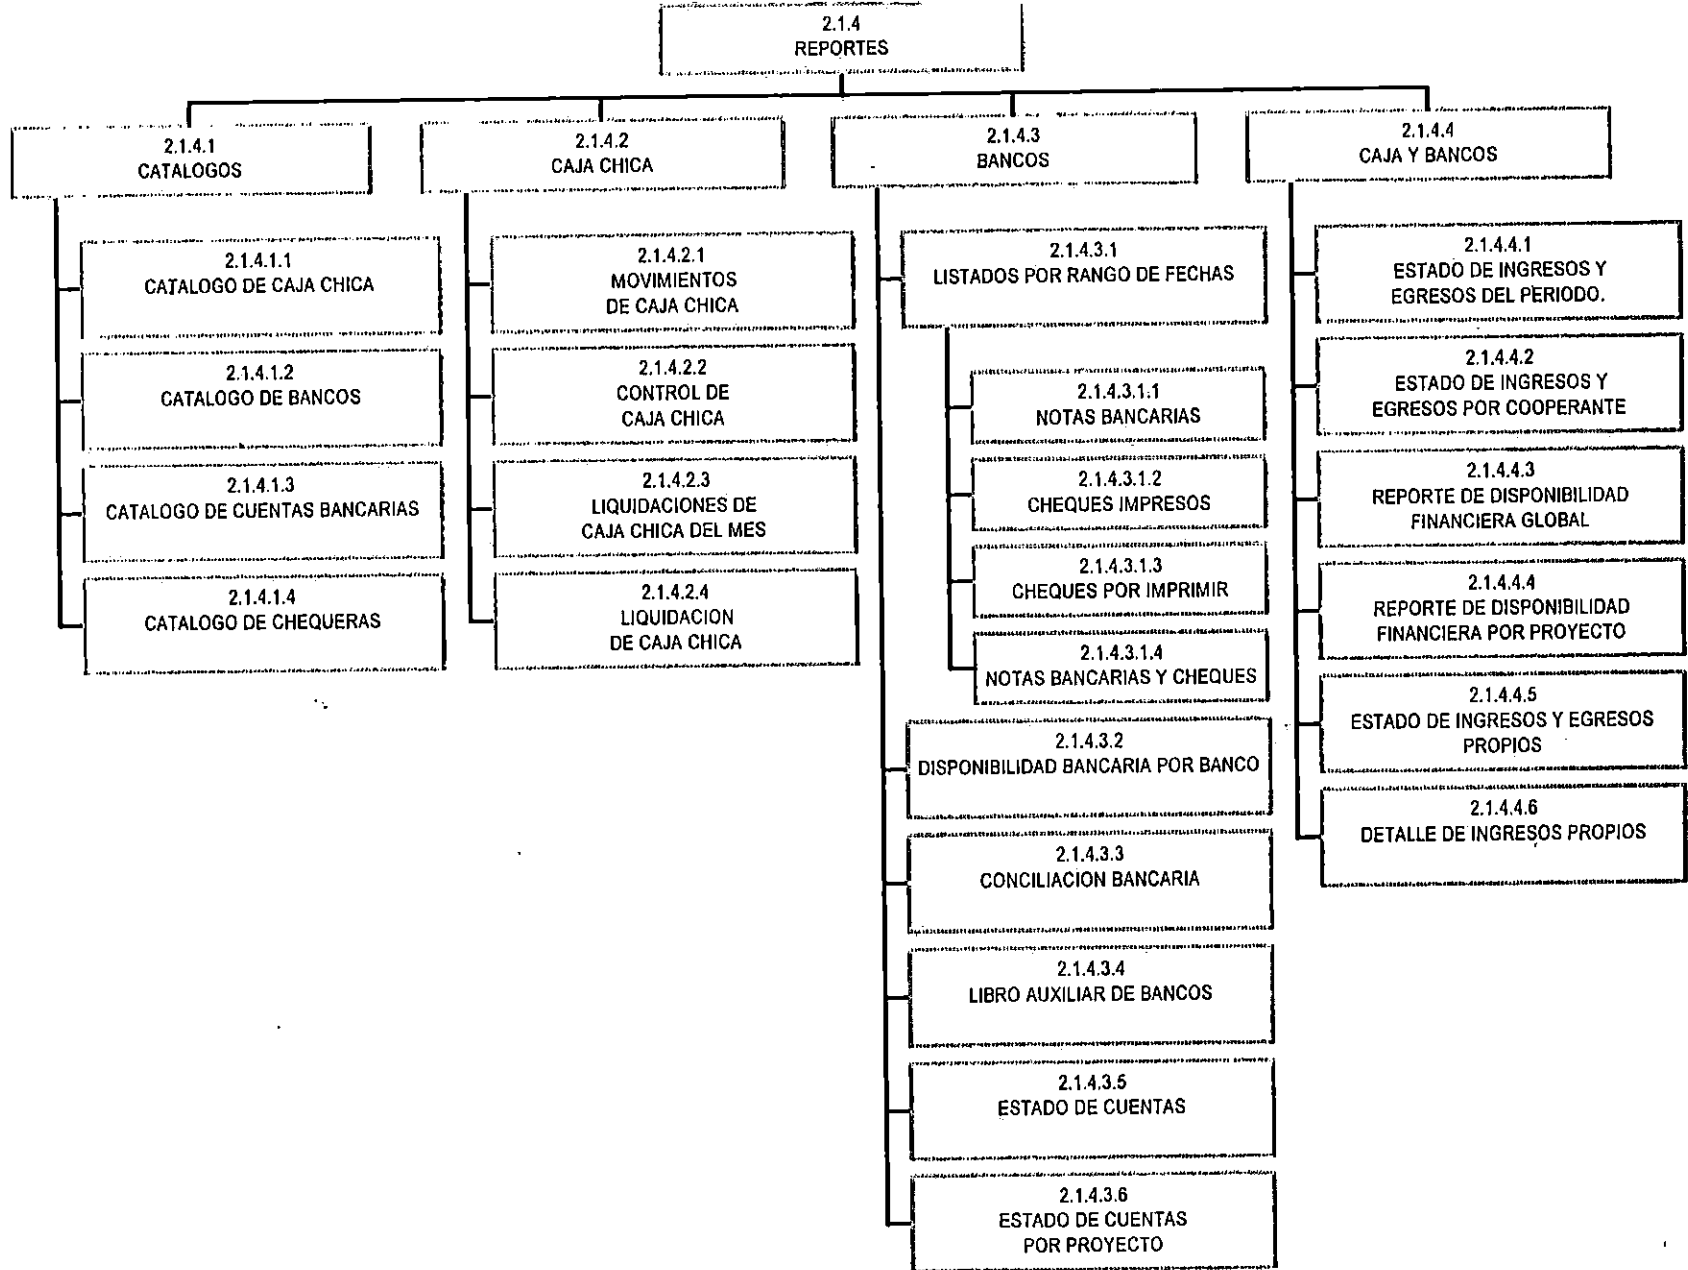 2.1.4
REPORTES
2.1.4.1
CATALOGOS
2.1.4.1.1
CATALOGO DE CAJA CHICA
2.1.4.1.2
CATALOGO DE BANCOS
2.1.4.1.3
CATALOGO DE CUENTAS BANCARIAS
2.1.4.1.4
CATALOGO DE CHEQUERAS
2.1.4.2
CAJA CHICA
2.1.4.2.1
MOVIMIENTOS
DE CAJA CHICA
2.1.4.2.2
CONTROL DE
CAJA CHICA
2.1.4.2.3
LIQUIDACIONES DE
CAJA CHICA DEL MES
2.1.4.2.4
LIQUIDACION
DE CAJA CHICA
2.1.4.3
BANCOS
2.1.4.3.1
LISTADOS POR RANGO DE FECHAS
2.1.4.3.1.1
NOTAS BANCARIAS
2.1.4.3.1.2
CHEQUES IMPRESOS
2.1.4.3.1.3
CHEQUES POR IMPRIMIR
2.1.4.3.1.4
NOTAS BANCARIAS Y CHEQUES
2.1.4.3.2
DISPONIBILIDAD BANCARIA POR BANCO
2.1.4.3.3
CONCILIACION BANCARIA
2.1.4.3.4
LIBRO AUXILIAR DE BANCOS
2.1.4.3.5
ESTADO DE CUENTAS
2.1.4.3.6
ESTADO DE CUENTAS
POR PROYECTO
2.1.4.4
CAJA Y BANCOS
2.1.4.4.1
ESTADO DE INGRESOS Y
EGRESOS DEL PERIODO.
2.1.4.4.2
ESTADO DE INGRESOS Y
EGRESOS POR COOPERANTE
2.1.4.4.3
REPORTE DE DISPONIBILIDAD
FINANCIERA GLOBAL
2.1.4.4.4
REPORTE DE DISPONIBILIDAD
FINANCIERA POR PROYECTO
2.1.4.4.5
ESTADO DE INGRESOS Y EGRESOS
PROPIOS
2.1.4.4.6
DETALLE DE INGRESOS PROPIOS